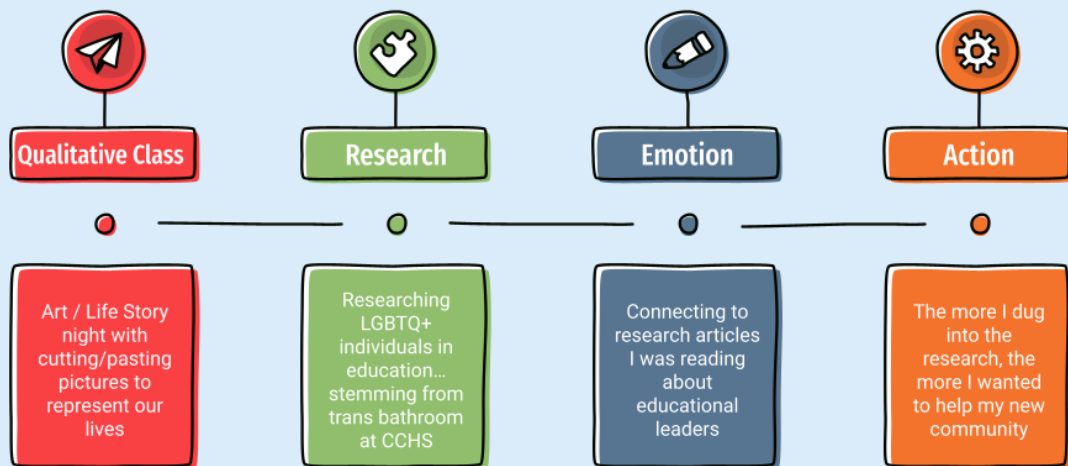 Qualitative Class
Research
Emotion
Action
Art / Life Story
night with
cutting/pasting
pictures to
represent our
lives
Researching
LGBTQ+
individuals in
education...
stemming from
trans bathroom
at CCHS
Connecting to
research articles
I was reading
about
educational
leaders
The more I dug
into the
research, the
more I wanted
to help my new
community